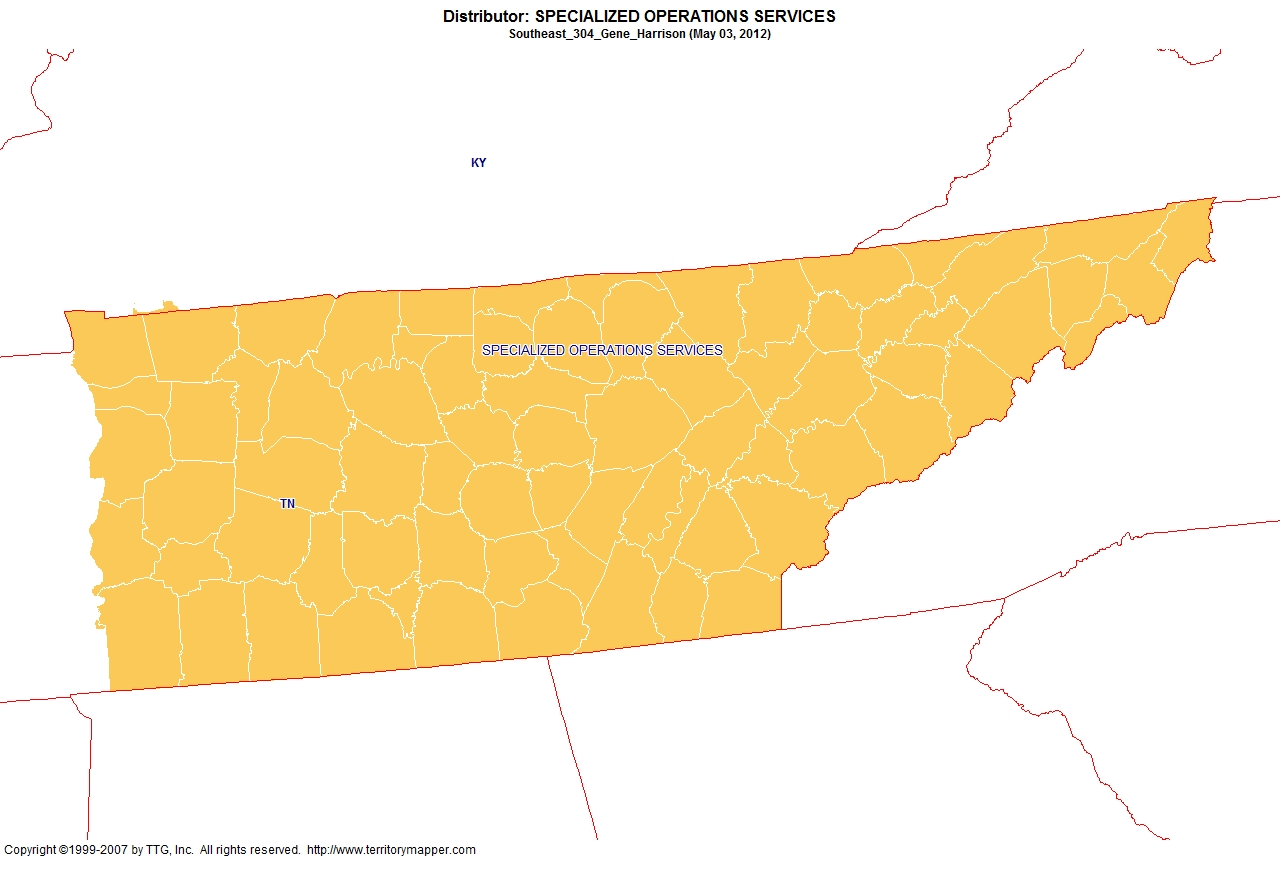 Distributor: SPECIALIZED OPERATIONS SERVICES
Southeast_304_Gene_Harrison (May 03, 2012)
KY
SPECIALIZED OPERATIONS SERVICES
TN
Copyright ©1999-2007 by TTG, Inc.  All rights reserved.  http://www.territorymapper.com